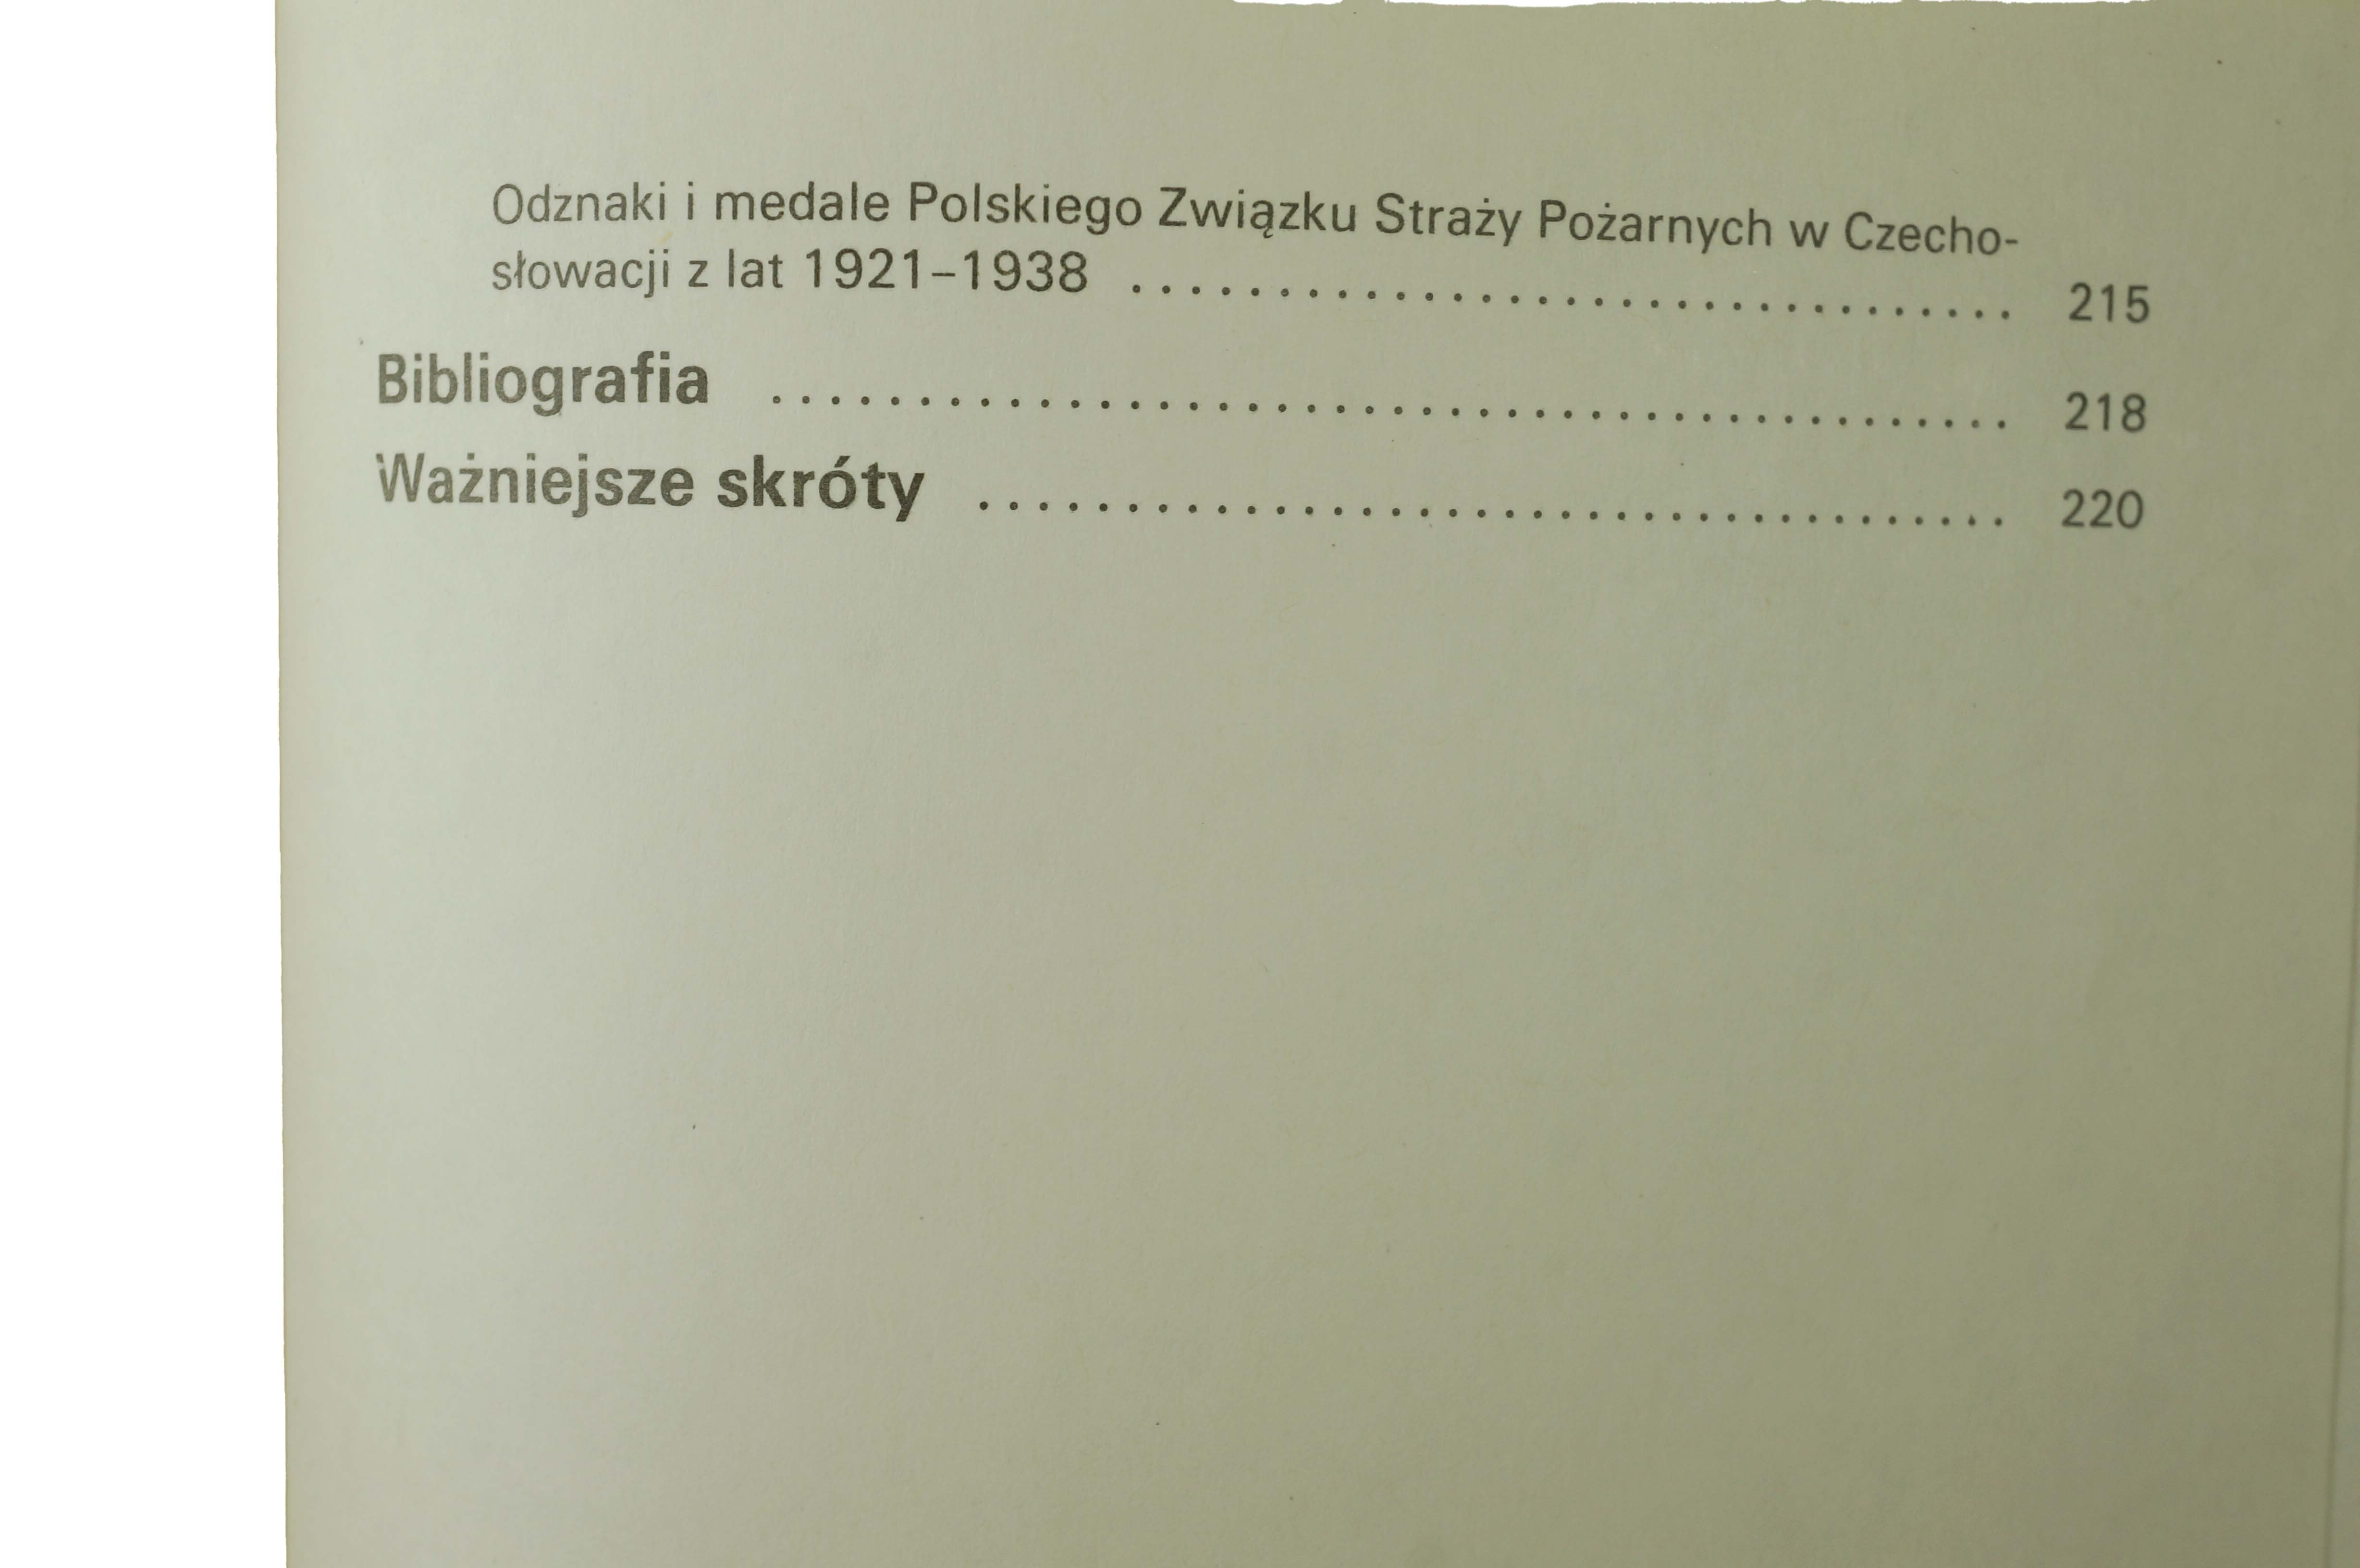 Odznaki i medale Polskiego Związku Straży Pożarnych w Czecho-
słowacji z lat 1921–1938 .............................. 215
Bibliografia .......................................... 218
Ważniejsze skróty ................................... 220